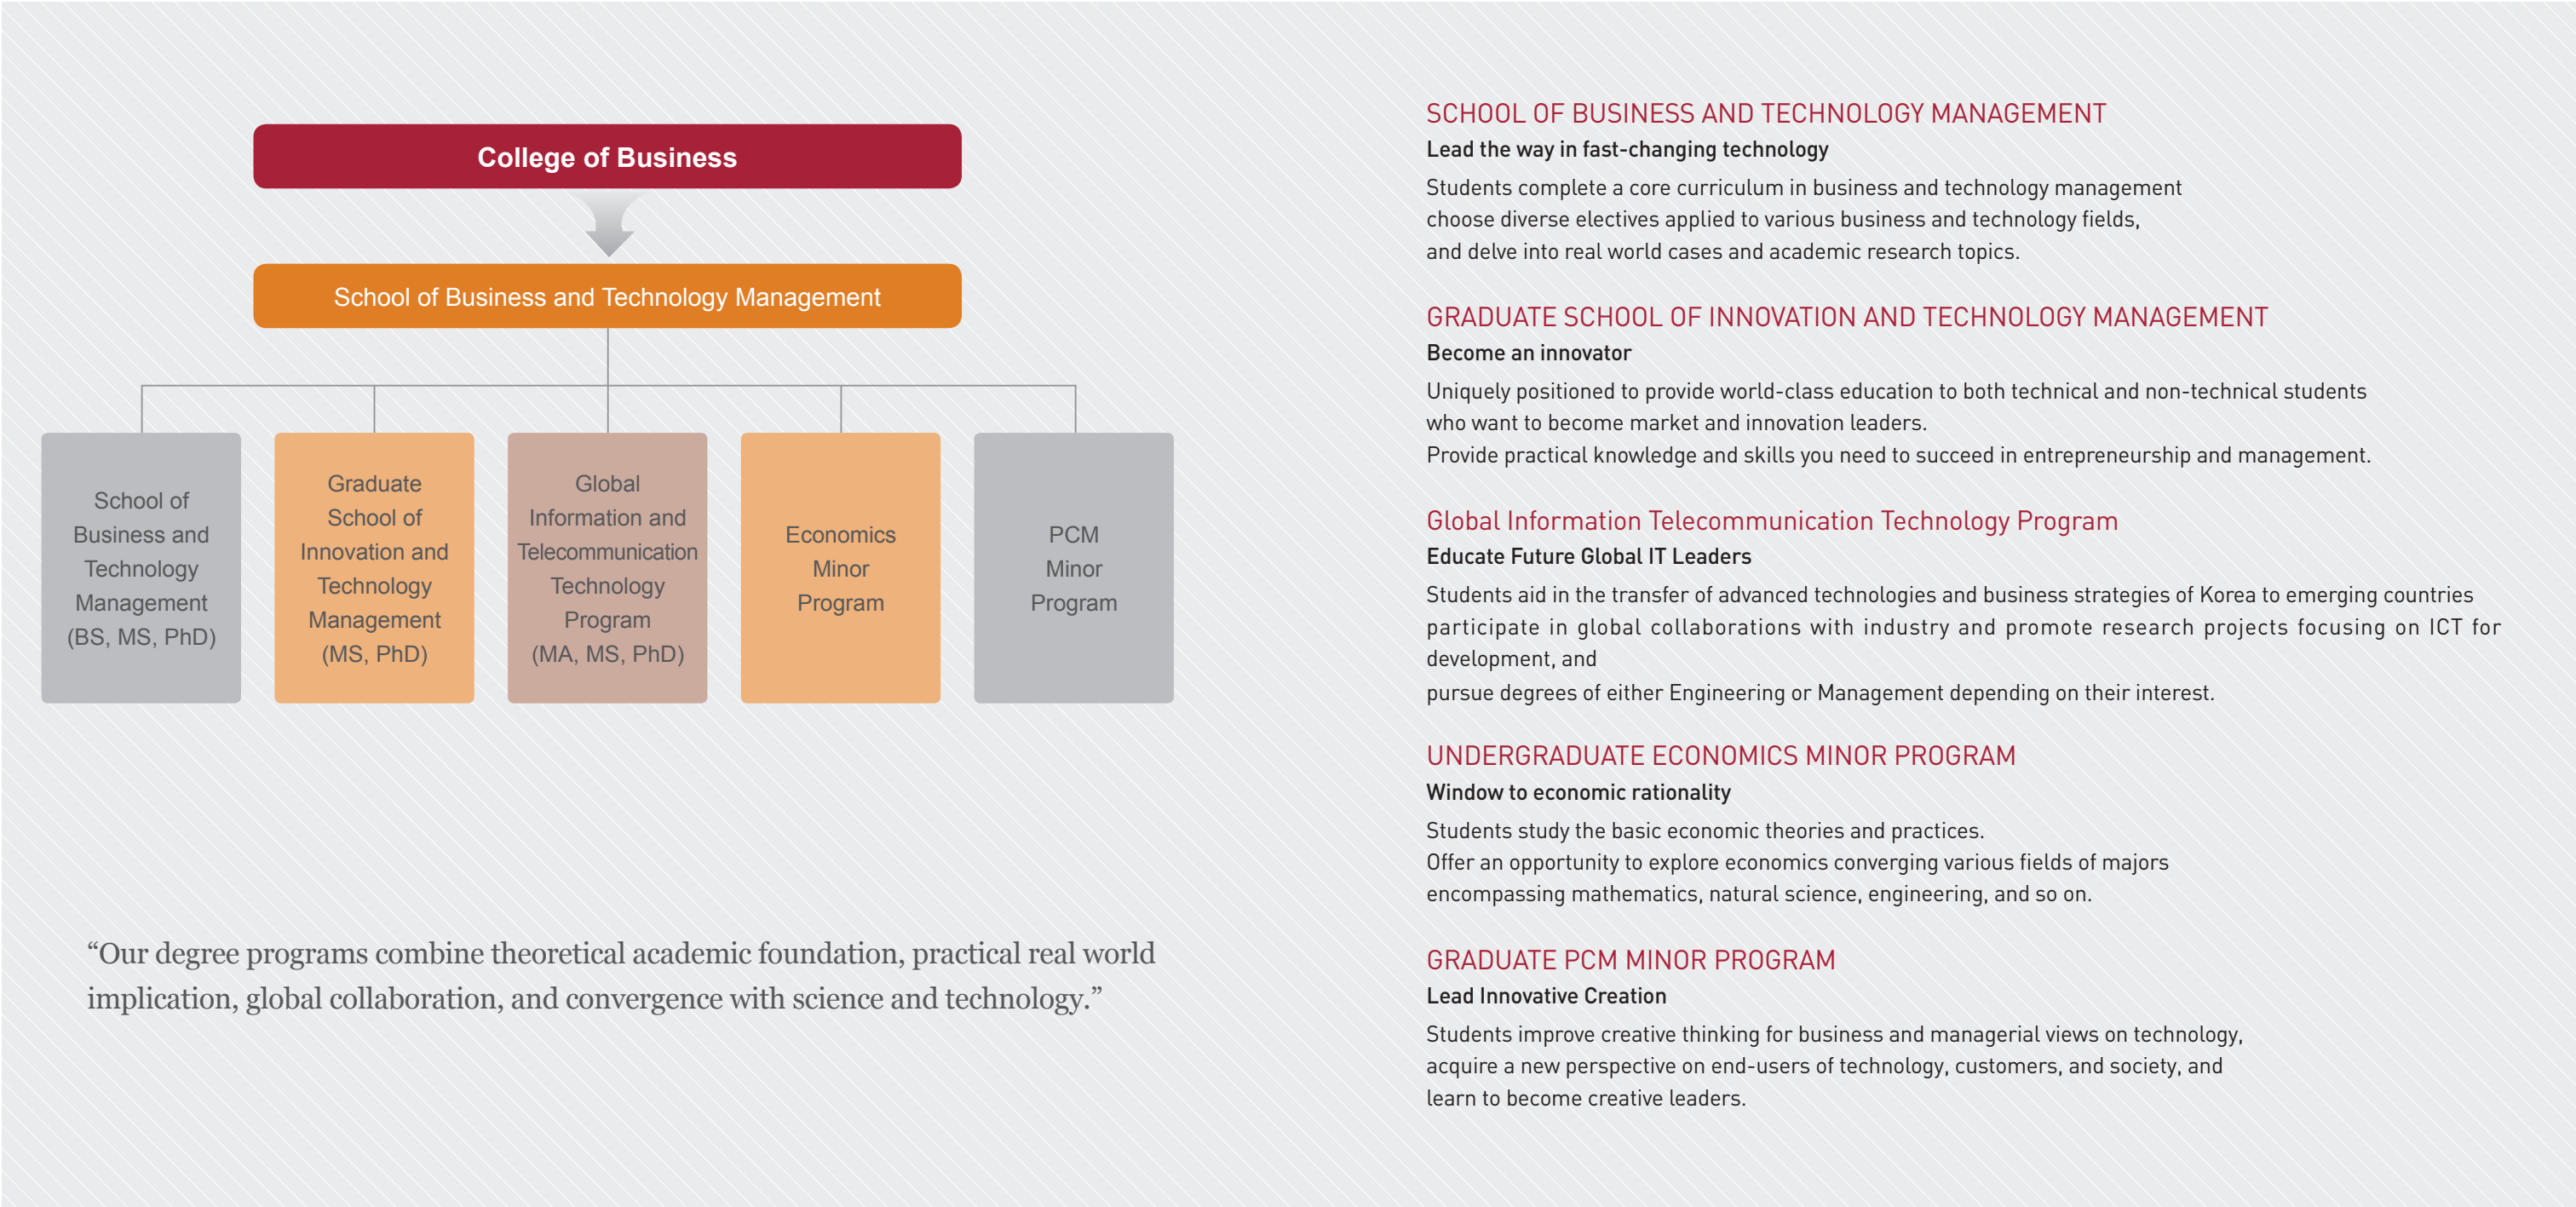 College of Business
School of Business and Technology Management
School of
Business and
Technology
Management
(BS, MS, PhD)
Graduate
School of
Innovation and
Technology
Management
(MS, PhD)
Global
Information and
Telecommunication
Technology
Program
(MA, MS, PhD)
Economics
Minor
Program
PCM
Minor
Program
“Our degree programs combine theoretical academic foundation, practical real world
implication, global collaboration, and convergence with science and technology.”
SCHOOL OF BUSINESS AND TECHNOLOGY MANAGEMENT
Lead the way in fast-changing technology
Students complete a core curriculum in business and technology management
choose diverse electives applied to various business and technology fields,
and delve into real world cases and academic research topics.
GRADUATE SCHOOL OF INNOVATION AND TECHNOLOGY MANAGEMENT
Become an innovator
Uniquely positioned to provide world-class education to both technical and non-technical students
who want to become market and innovation leaders.
Provide practical knowledge and skills you need to succeed in entrepreneurship and management.
Global Information Telecommunication Technology Program
Educate Future Global IT Leaders
Students aid in the transfer of advanced technologies and business strategies of Korea to emerging countries
participate in global collaborations with industry and promote research projects focusing on ICT for
development, and
pursue degrees of either Engineering or Management depending on their interest.
UNDERGRADUATE ECONOMICS MINOR PROGRAM
Window to economic rationality
Students study the basic economic theories and practices.
Offer an opportunity to explore economics converging various fields of majors
encompassing mathematics, natural science, engineering, and so on.
GRADUATE PCM MINOR PROGRAM
Lead Innovative Creation
Students improve creative thinking for business and managerial views on technology,
acquire a new perspective on end-users of technology, customers, and society, and
learn to become creative leaders.